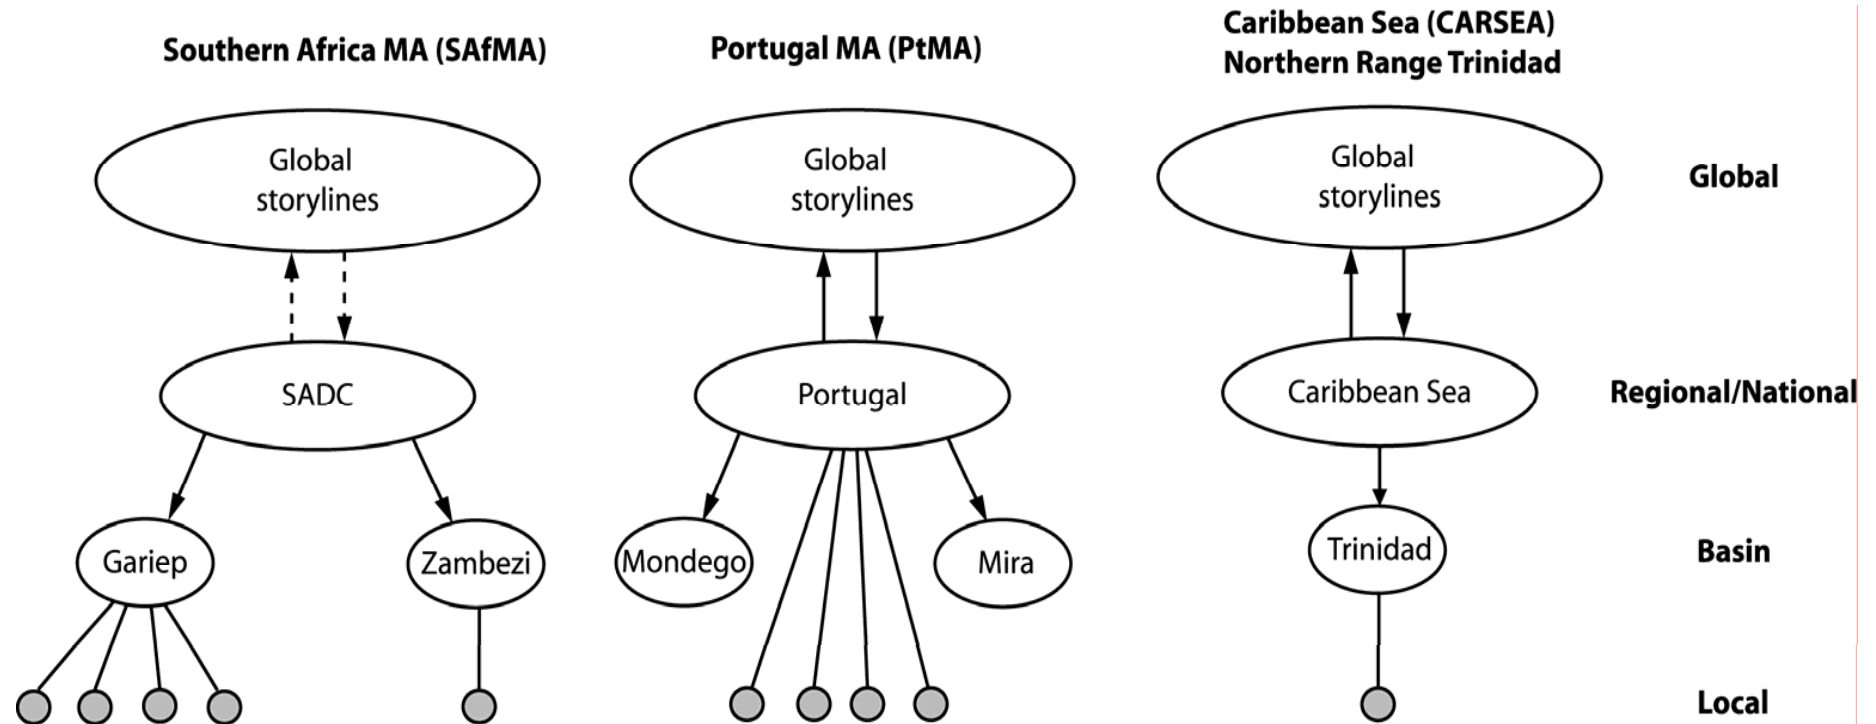 Southern Africa MA (SAfMA)
Portugal MA (PtMA)
Caribbean Sea (CARSEA)
Northern Range Trinidad
Global
storylines
Global
storylines
Global
storylines
Global
SADC
Portugal
Caribbean Sea
Regional/National
Gariep
Zambezi
Mondego
Mira
Trinidad
Basin
Local